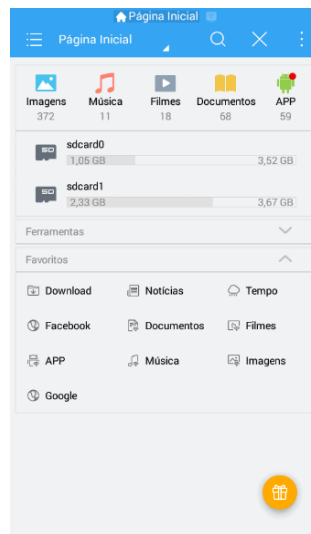 Página Inicial
Página Inicial
Imagens Música Filmes Documentos APP
372 11 18 68 59
SD sdcard0
1,05 GB 3,52 GB
SD sdcard1
2,33 GB 3,67 GB
Ferramentas
Favoritos
Download Notícias Tempo
Facebook Documentos Filmes
APP Música Imagens
Google